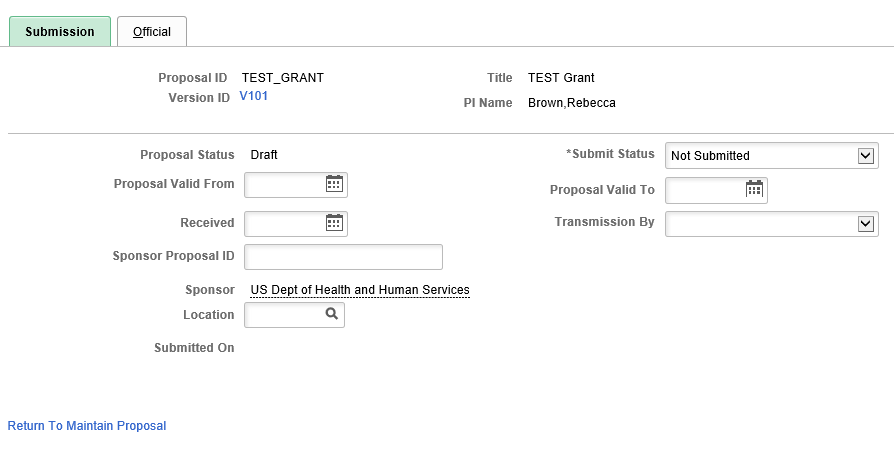 Submission Official
Proposal ID TEST_GRANT Title TEST Grant
Version ID V101 PI Name Brown,Rebecca
Proposal Status Draft *Submit Status Not Submitted
Proposal Valid From Proposal Valid To
Received Transmission By
Sponsor Proposal ID
Sponsor US Dept of Health and Human Services
Location
Submitted On
Return To Maintain Proposal